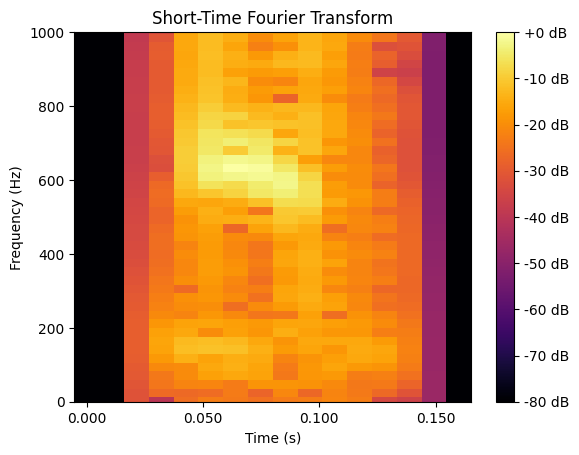 Short-Time Fourier Transform
Frequency (Hz)
1000
800
600
400
200
0
0.000
0.050
0.100
0.150
Time (s)
+0 dB
-10 dB
-20 dB
-30 dB
-40 dB
-50 dB
-60 dB
-70 dB
-80 dB